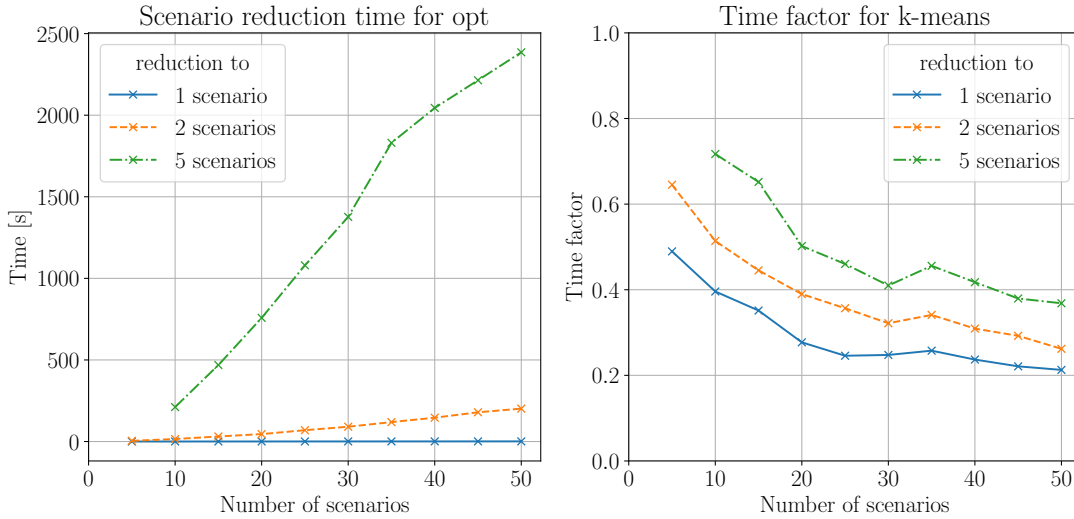 Scenario reduction time for opt
2500
2000
1500
1000
500
0
Time [s]
reduction to
1 scenario
2 scenarios
5 scenarios
0 10 20 30 40 50
Number of scenarios
Time factor for k-means
1.0
0.8
0.6
0.4
0.2
0.0
Time factor
reduction to
1 scenario
2 scenarios
5 scenarios
0 10 20 30 40 50
Number of scenarios